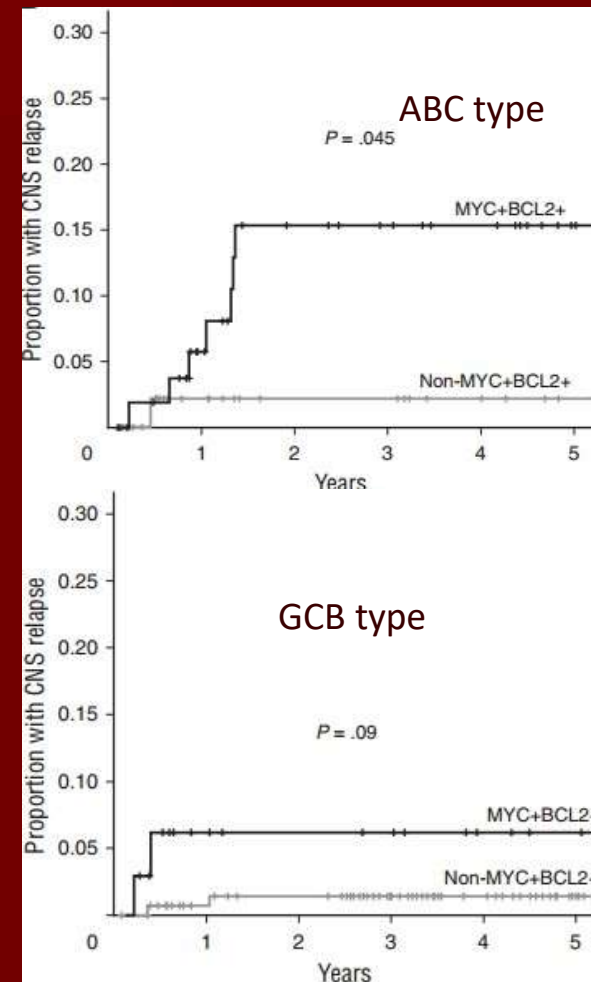 0.30
0.25
0.20
0.15
0.10
0.05
0
Proportion with CNS relapse
ABC type
P = .045
MYC+BCL2+
Non-MYC+BCL2+
1 2 3 4 5
Years
0.30
0.25
0.20
0.15
0.10
0.05
0
Proportion with CNS relapse
GCB type
P = .09
MYC+BCL2
Non-MYC+BCL2
1 2 3 4 5
Years